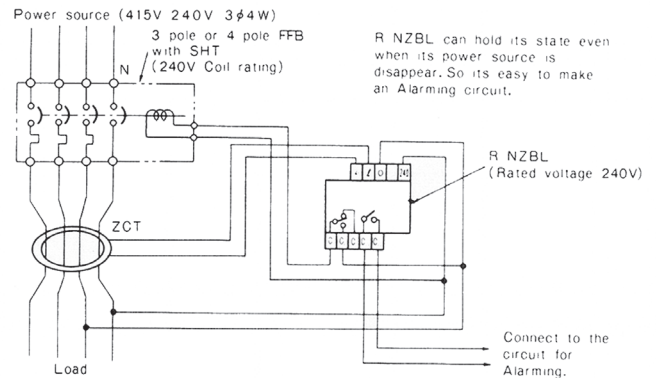 Power source (415V 240V 3φ4W)
3 pole or 4 pole FFB
with SHT
(240V Coil rating)
N
R NZBL can hold its state even
when its power source is
disappear. So its easy to make
an Alarming circuit.
R NZBL
(Rated voltage 240V)
ℓ 0 240
ZCT
C C C C C
Connect to the
circuit for
Alarming.
Load